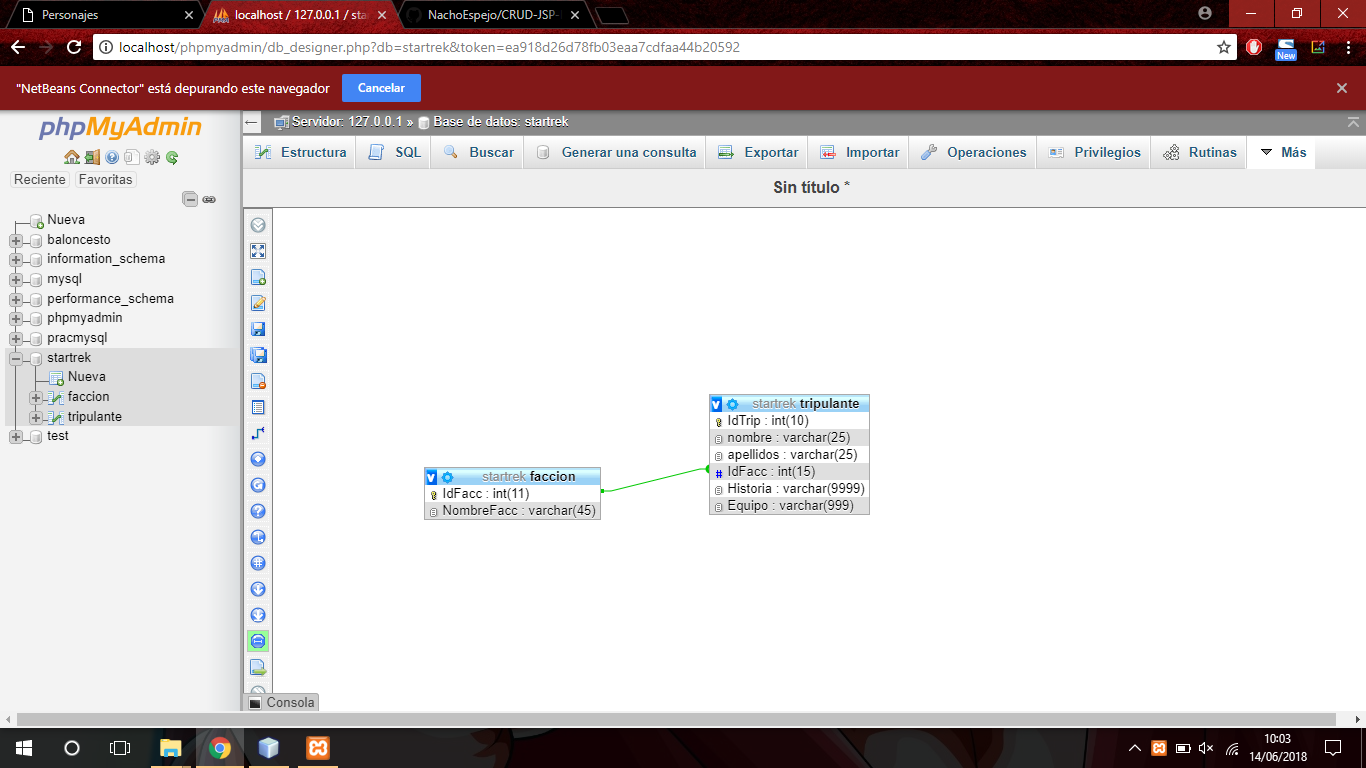 Personajes
localhost / 127.0.0.1 / sta
NachoEspejo/CRUD-JSP-
localhost/phpmyadmin/db_designer.php?db=startrek&token=ea918d26d78fb03eaa7cdfaa44b20592
New
"NetBeans Connector" está depurando este navegador
Cancelar
phpMyAdmin
Reciente
Favoritas
Nueva
baloncesto
information_schema
mysql
performance_schema
phpmyadmin
pracmysql
startrek
Nueva
faccion
tripulante
test
Servidor: 127.0.0.1 » Base de datos: startrek
Estructura
SQL
Buscar
Generar una consulta
Exportar
Importar
Operaciones
Privilegios
Rutinas
Más
Sin título *
startrek faccion
IdFacc : int(11)
NombreFacc : varchar(45)
startrek tripulante
IdTrip : int(10)
nombre : varchar(25)
apellidos : varchar(25)
IdFacc : int(15)
Historia : varchar(9999)
Equipo : varchar(999)
Consola
10:03
14/06/2018